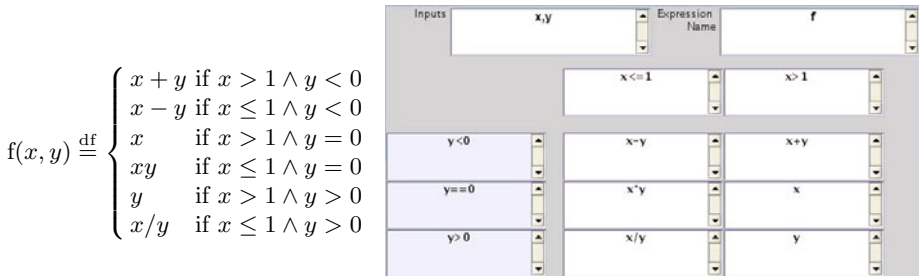 f(x, y) df= { x + y if x > 1 ∧ y < 0
x − y if x ≤ 1 ∧ y < 0
x if x > 1 ∧ y = 0
xy if x ≤ 1 ∧ y = 0
y if x > 1 ∧ y > 0
x/y if x ≤ 1 ∧ y > 0
Inputs x,y Expression Name f
x<=1 x>1
y<0 x-y x+y
y==0 x*y x
y>0 x/y y